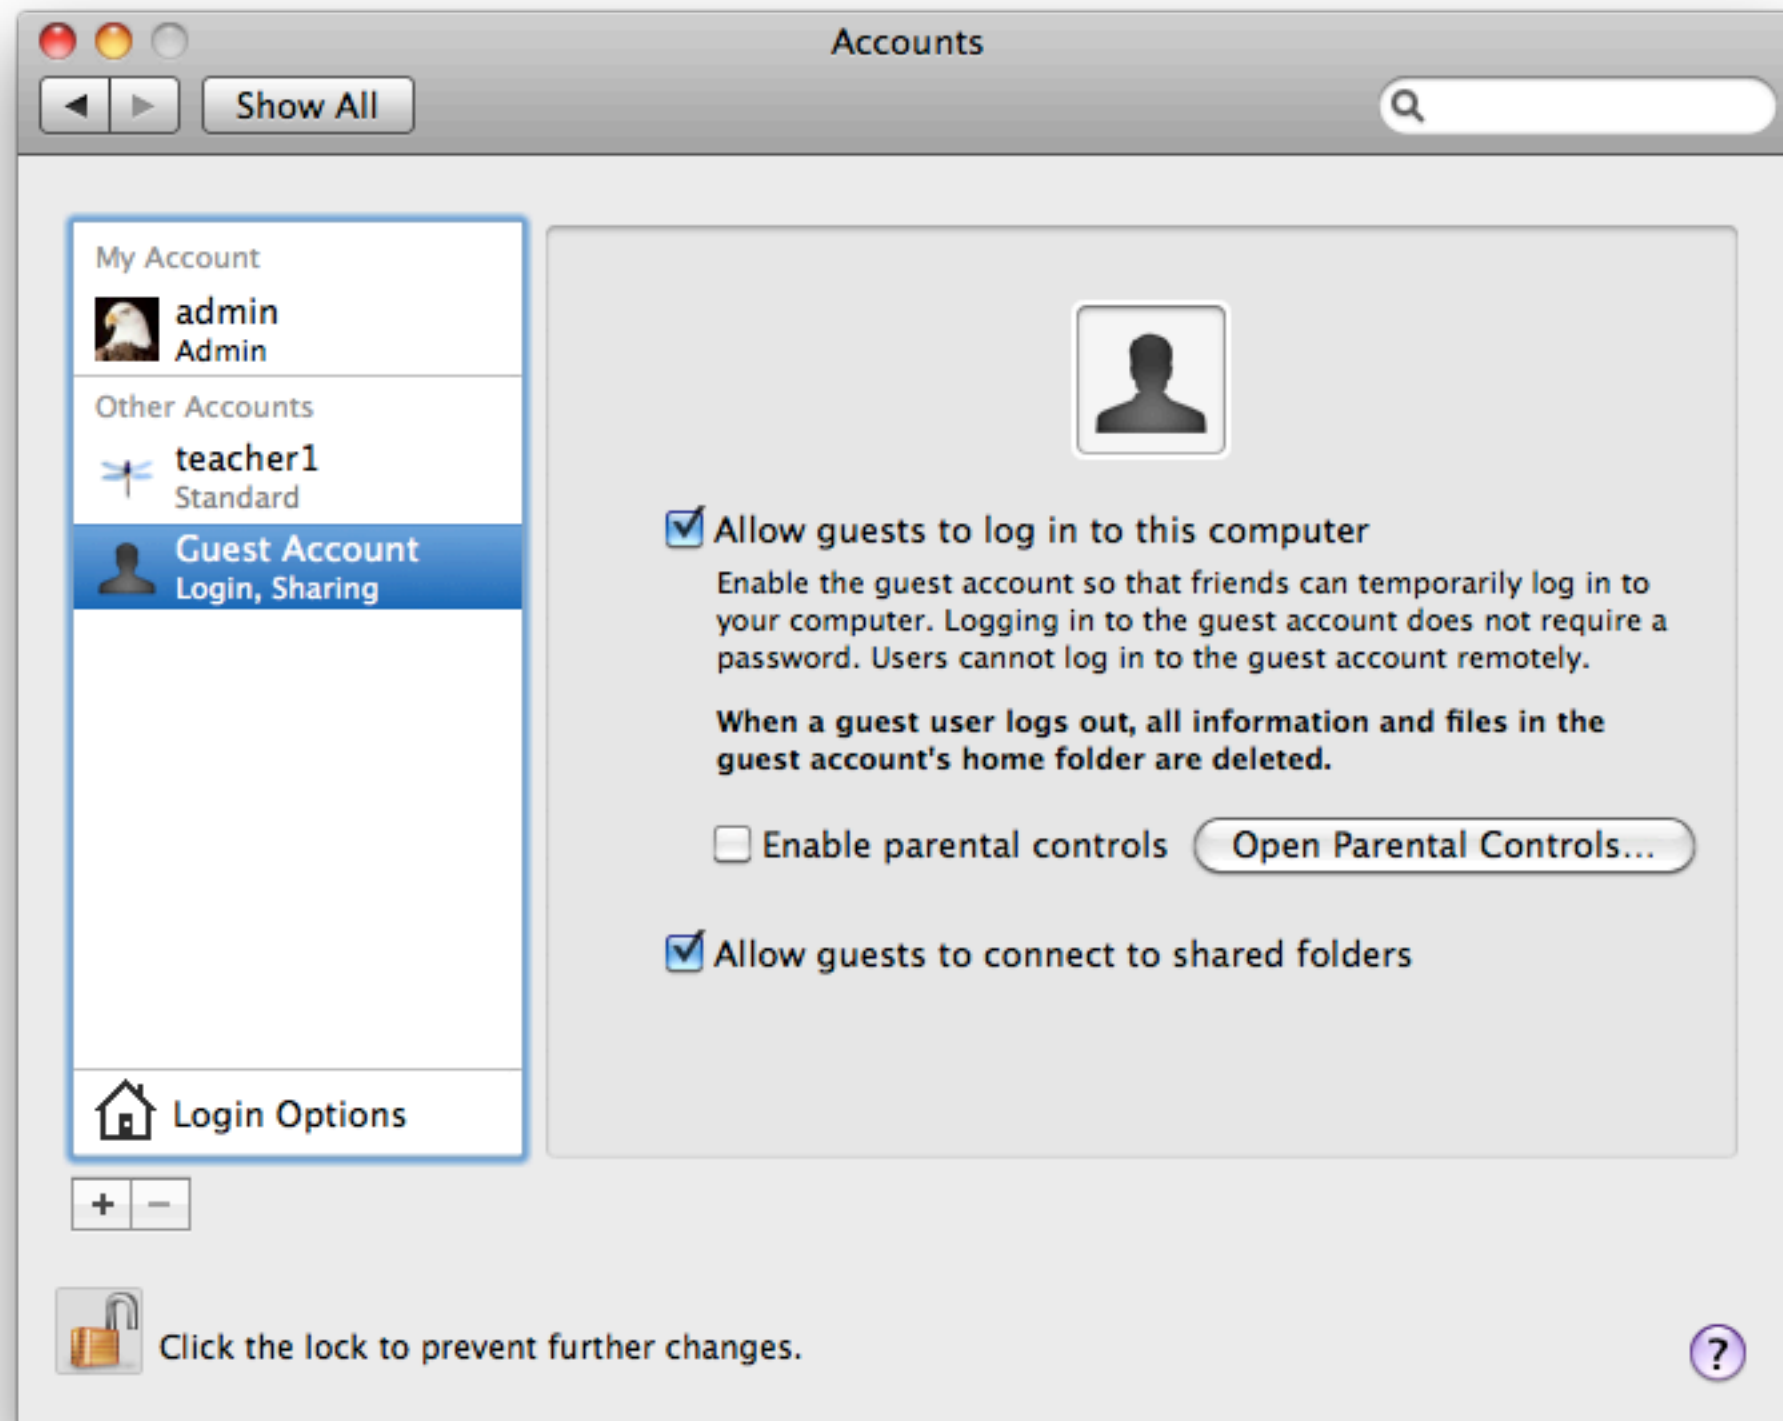 Accounts
Show All
My Account
admin
Admin
Other Accounts
teacher1
Standard
Guest Account
Login, Sharing
Login Options
Allow guests to log in to this computer
Enable the guest account so that friends can temporarily log in to
your computer. Logging in to the guest account does not require a
password. Users cannot log in to the guest account remotely.
When a guest user logs out, all information and files in the
guest account's home folder are deleted.
Enable parental controls
Open Parental Controls...
Allow guests to connect to shared folders
+ −
Click the lock to prevent further changes.
?